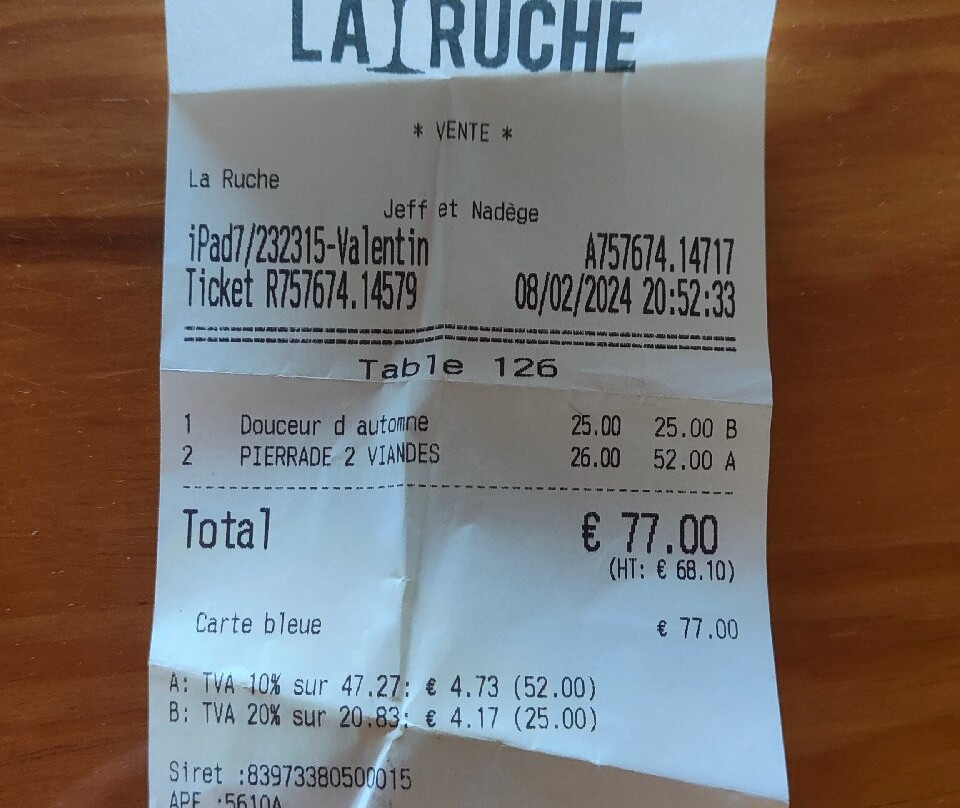 LA RUCHE
* VENTE *
La Ruche
Jeff et Nadège
iPad7/232315-Valentin A757674.14717
Ticket R757674.14579 08/02/2024 20:52:33
Table 126
1 Douceur d automne 25.00 25.00 B
2 PIERRADE 2 VIANDES 26.00 52.00 A
Total € 77.00
(HT: € 68.10)
Carte bleue € 77.00
A: TVA 10% sur 47.27: € 4.73 (52.00)
B: TVA 20% sur 20.83: € 4.17 (25.00)
Siret :83973380500015
APE :5610A